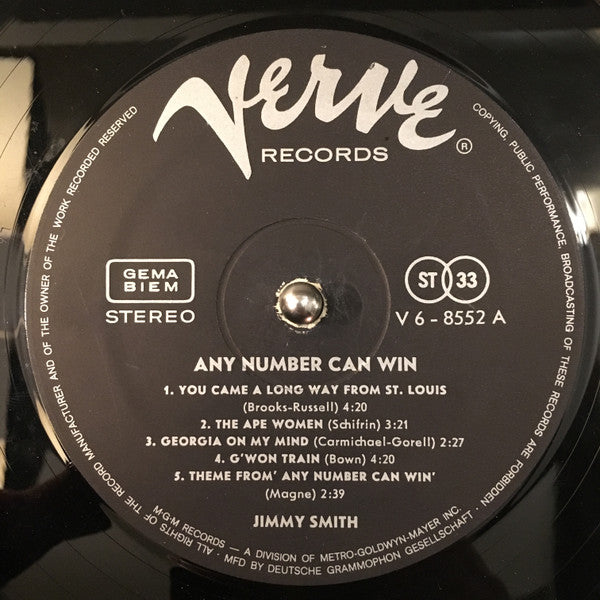 Verve
RECORDS
®
ALL RIGHTS OF THE RECORD MANUFACTURER AND OF THE OWNER OF THE WORK RECORDED RESERVED
COPYING, PUBLIC PERFORMANCE, BROADCASTING OF THESE RECORDS ARE FORBIDDEN
GEMA
BIEM
STEREO
ST 33
V 6 - 8552 A
ANY NUMBER CAN WIN
1. YOU CAME A LONG WAY FROM ST. LOUIS
(Brooks-Russell) 4:20
2. THE APE WOMEN (Schifrin) 3:21
3. GEORGIA ON MY MIND (Carmichael-Gorell) 2:27
4. G'WON TRAIN (Bown) 4:20
5. THEME FROM' ANY NUMBER CAN WIN'
(Magne) 2:39
JIMMY SMITH
M·G·M RECORDS — A DIVISION OF METRO-GOLDWYN-MAYER INC.
· MFD BY DEUTSCHE GRAMMOPHON GESELLSCHAFT ·